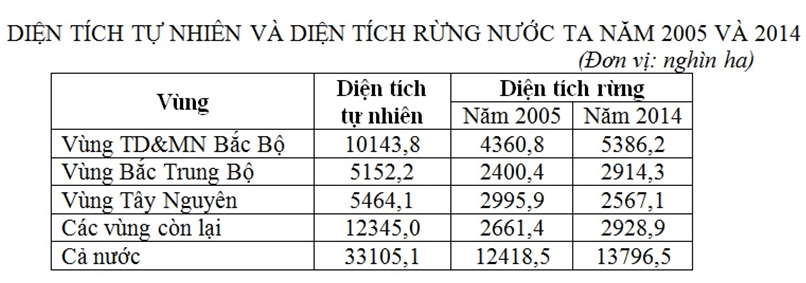 DIỆN TÍCH TỰ NHIÊN VÀ DIỆN TÍCH RỪNG NƯỚC TA NĂM 2005 VÀ 2014
(Đơn vị: nghìn ha)
Vùng Diện tích tự nhiên Diện tích rừng
Năm 2005 Năm 2014
Vùng TD&MN Bắc Bộ 10143,8 4360,8 5386,2
Vùng Bắc Trung Bộ 5152,2 2400,4 2914,3
Vùng Tây Nguyên 5464,1 2995,9 2567,1
Các vùng còn lại 12345,0 2661,4 2928,9
Cả nước 33105,1 12418,5 13796,5